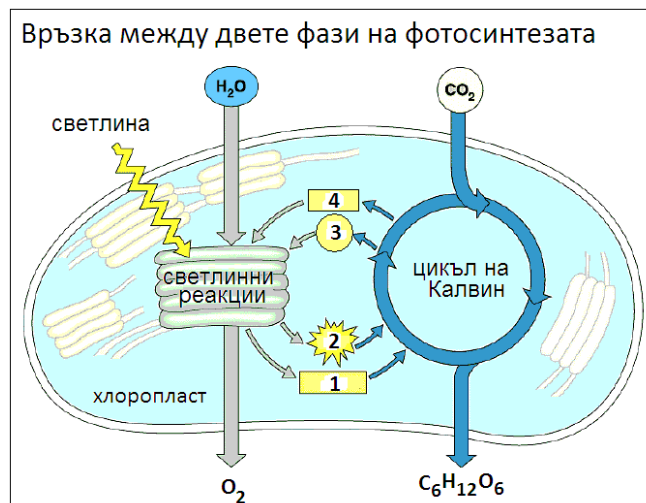 Връзка между двете фази на фотосинтезата
H₂O
CO₂
светлина
4
3
светлинни
реакции
цикъл на
Калвин
2
1
хлоропласт
O₂
C₆H₁₂O₆